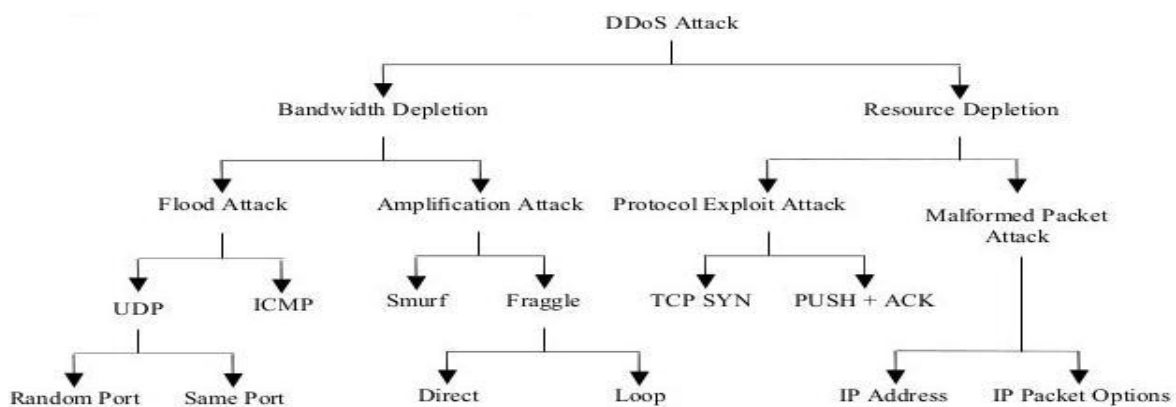 DDoS Attack
Bandwidth Depletion
Resource Depletion
Flood Attack
Amplification Attack
Protocol Exploit Attack
Malformed Packet
Attack
UDP
ICMP
Smurf
Fraggle
TCP SYN
PUSH + ACK
Random Port
Same Port
Direct
Loop
IP Address
IP Packet Options